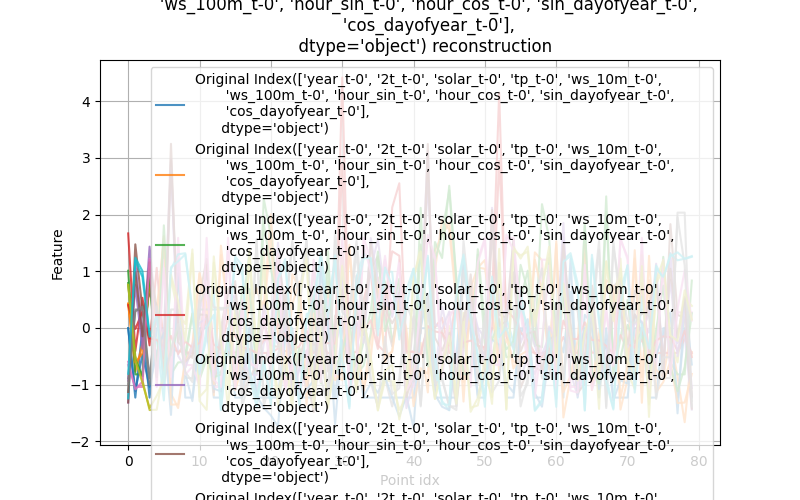 'ws_100m_t-0', 'hour_sin_t-0', 'hour_cos_t-0', 'sin_dayofyear_t-0',
'cos_dayofyear_t-0'],
dtype='object') reconstruction
Feature
4
3
2
1
0
−1
−2
Original Index(['year_t-0', '2t_t-0', 'solar_t-0', 'tp_t-0', 'ws_10m_t-0',
'ws_100m_t-0', 'hour_sin_t-0', 'hour_cos_t-0', 'sin_dayofyear_t-0',
'cos_dayofyear_t-0'],
dtype='object')
Original Index(['year_t-0', '2t_t-0', 'solar_t-0', 'tp_t-0', 'ws_10m_t-0',
'ws_100m_t-0', 'hour_sin_t-0', 'hour_cos_t-0', 'sin_dayofyear_t-0',
'cos_dayofyear_t-0'],
dtype='object')
Original Index(['year_t-0', '2t_t-0', 'solar_t-0', 'tp_t-0', 'ws_10m_t-0',
'ws_100m_t-0', 'hour_sin_t-0', 'hour_cos_t-0', 'sin_dayofyear_t-0',
'cos_dayofyear_t-0'],
dtype='object')
Original Index(['year_t-0', '2t_t-0', 'solar_t-0', 'tp_t-0', 'ws_10m_t-0',
'ws_100m_t-0', 'hour_sin_t-0', 'hour_cos_t-0', 'sin_dayofyear_t-0',
'cos_dayofyear_t-0'],
dtype='object')
Original Index(['year_t-0', '2t_t-0', 'solar_t-0', 'tp_t-0', 'ws_10m_t-0',
'ws_100m_t-0', 'hour_sin_t-0', 'hour_cos_t-0', 'sin_dayofyear_t-0',
'cos_dayofyear_t-0'],
dtype='object')
Original Index(['year_t-0', '2t_t-0', 'solar_t-0', 'tp_t-0', 'ws_10m_t-0',
'ws_100m_t-0', 'hour_sin_t-0', 'hour_cos_t-0', 'sin_dayofyear_t-0',
'cos_dayofyear_t-0'],
dtype='object')
Original Index(['year_t-0', '2t_t-0', 'solar_t-0', 'tp_t-0', 'ws_10m_t-0',
0 10 20 30 40 50 60 70 80
Point idx